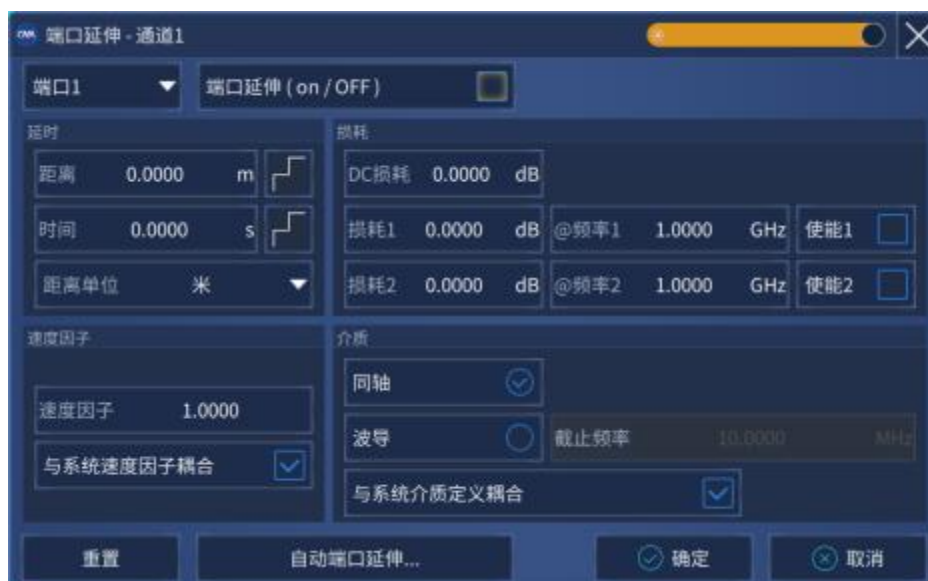 端口延伸 - 通道1
端口1 端口延伸 ( on / OFF )
延时 损耗
距离 0.0000 m DC损耗 0.0000 dB
时间 0.0000 s 损耗1 0.0000 dB @频率1 1.0000 GHz 使能1
距离单位 米 损耗2 0.0000 dB @频率2 1.0000 GHz 使能2
速度因子 介质
同轴
速度因子 1.0000
波导 截止频率 10.0000 MHz
与系统速度因子耦合
与系统介质定义耦合
重置 自动端口延伸... 确定 取消